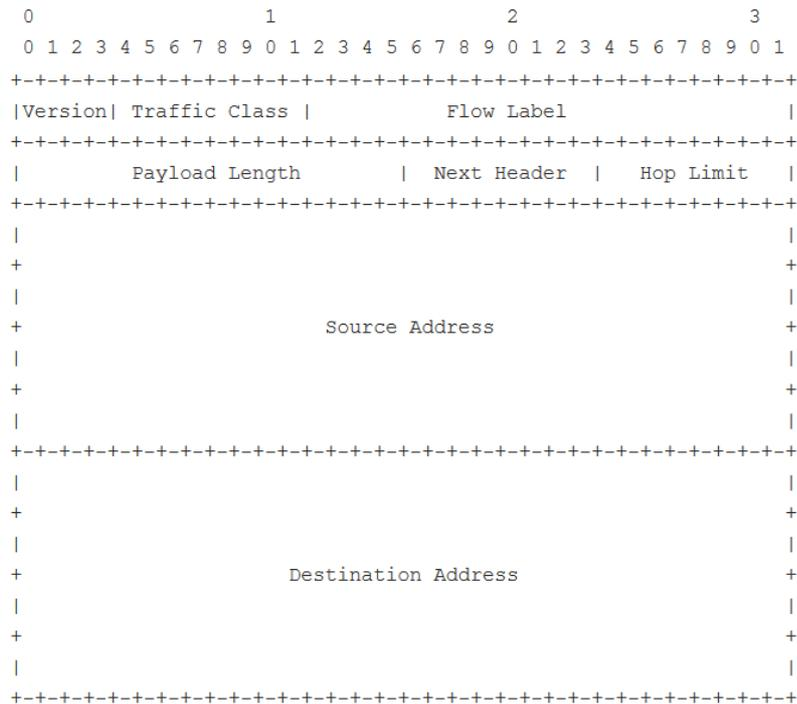 0                   1                   2                   3
 0 1 2 3 4 5 6 7 8 9 0 1 2 3 4 5 6 7 8 9 0 1 2 3 4 5 6 7 8 9 0 1
+-+-+-+-+-+-+-+-+-+-+-+-+-+-+-+-+-+-+-+-+-+-+-+-+-+-+-+-+-+-+-+-+
|Version| Traffic Class |           Flow Label                  |
+-+-+-+-+-+-+-+-+-+-+-+-+-+-+-+-+-+-+-+-+-+-+-+-+-+-+-+-+-+-+-+-+
|         Payload Length        |  Next Header  |   Hop Limit   |
+-+-+-+-+-+-+-+-+-+-+-+-+-+-+-+-+-+-+-+-+-+-+-+-+-+-+-+-+-+-+-+-+
|                                                               |
+                                                               +
|                                                               |
+                         Source Address                        +
|                                                               |
+                                                               +
|                                                               |
+-+-+-+-+-+-+-+-+-+-+-+-+-+-+-+-+-+-+-+-+-+-+-+-+-+-+-+-+-+-+-+-+
|                                                               |
+                                                               +
|                                                               |
+                      Destination Address                      +
|                                                               |
+                                                               +
|                                                               |
+-+-+-+-+-+-+-+-+-+-+-+-+-+-+-+-+-+-+-+-+-+-+-+-+-+-+-+-+-+-+-+-+